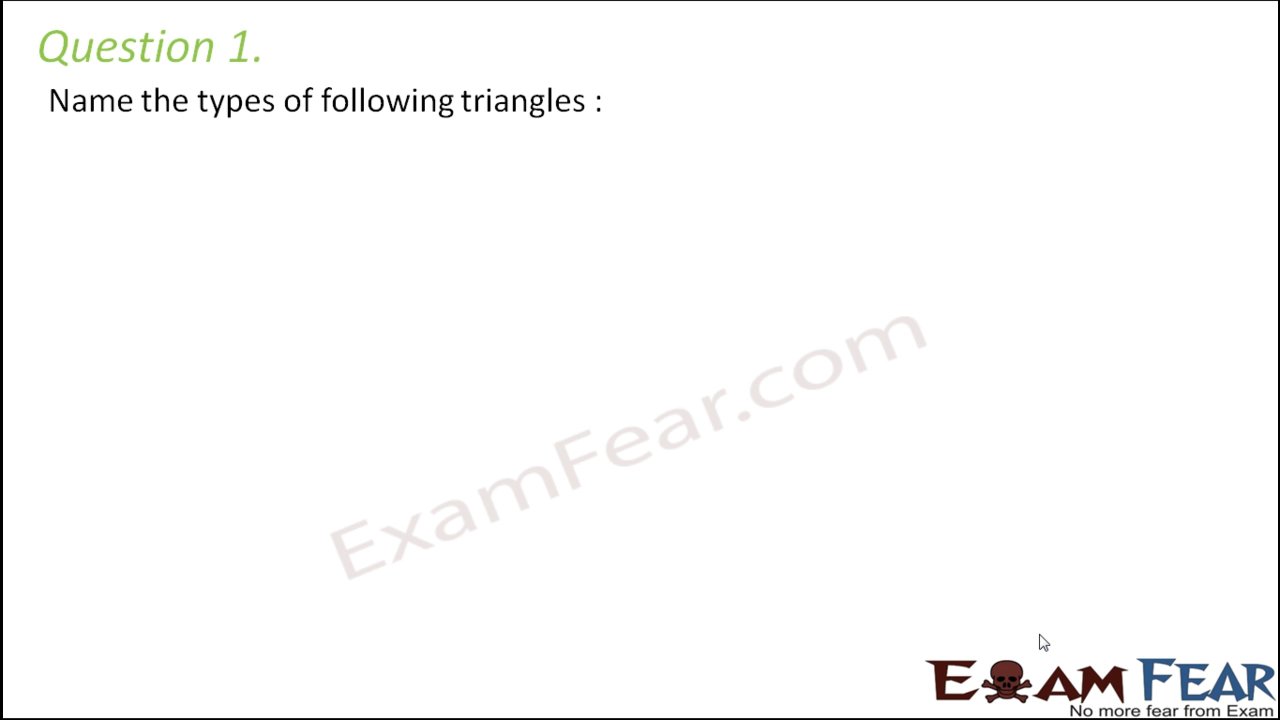 Question 1.
Name the types of following triangles :
ExamFear.com
EXAM FEAR
No more fear from Exam